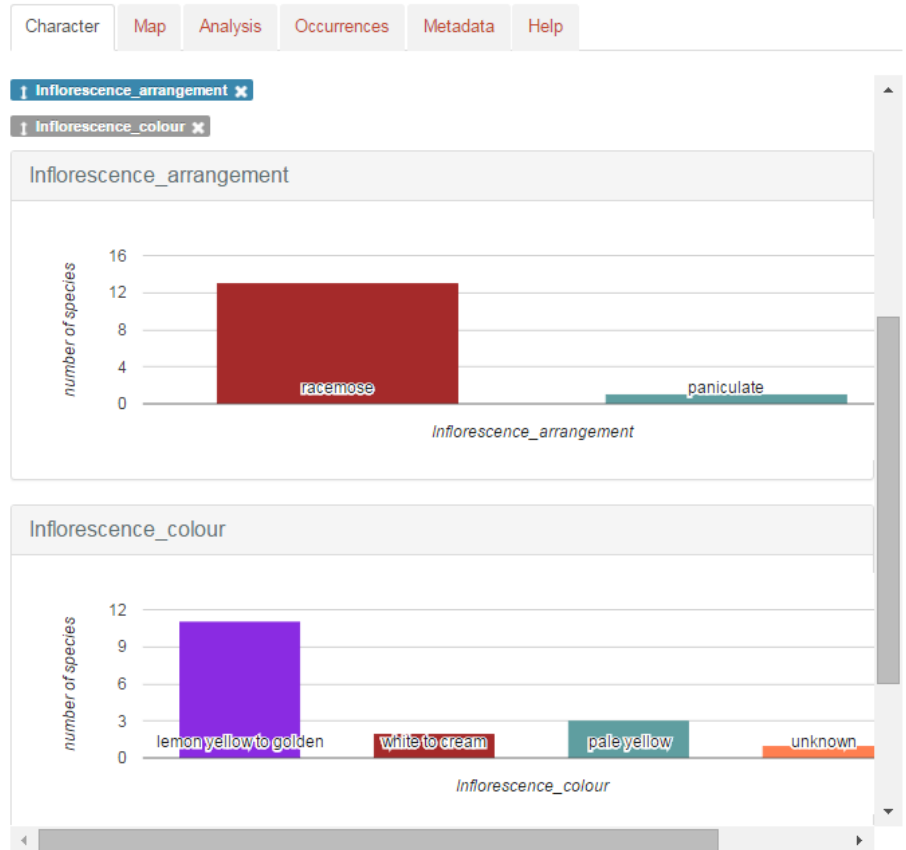 Character Map Analysis Occurrences Metadata Help
Inflorescence_arrangement
Inflorescence_colour
Inflorescence_arrangement
number of species
16
12
8
4
0
racemose paniculate
Inflorescence_arrangement
Inflorescence_colour
number of species
12
9
6
3
0
lemon yellow to golden white to cream pale yellow unknown
Inflorescence_colour